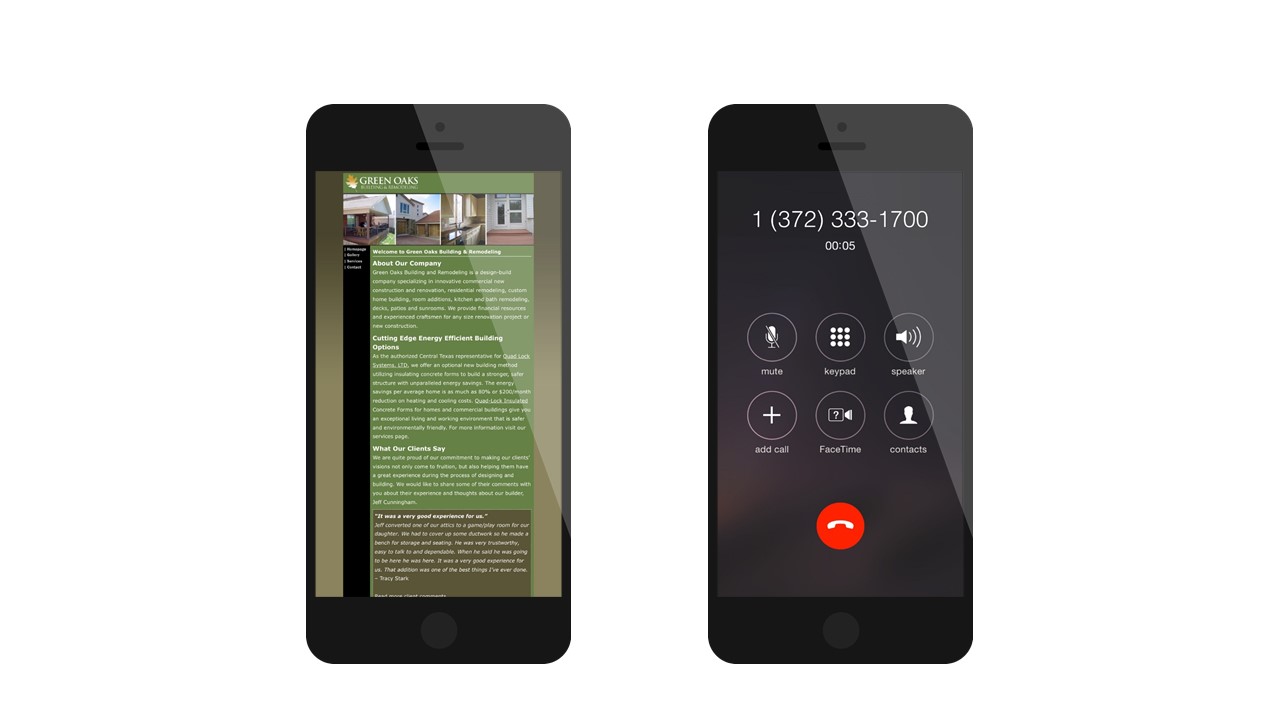 GREEN OAKS
BUILDING & REMODELING
| Homepage
| Gallery
| Services
| Contact
Welcome to Green Oaks Building & Remodeling
About Our Company
Green Oaks Building and Remodeling is a design-build
company specializing in innovative commercial new
construction and renovation, residential remodeling, custom
home building, room additions, kitchen and bath remodeling,
decks, patios and sunrooms. We provide financial resources
and experienced craftsmen for any size renovation project or
new construction.
Cutting Edge Energy Efficient Building
Options
As the authorized Central Texas representative for Quad Lock
Systems, LTD, we offer an optional new building method
utilizing insulating concrete forms to build a stronger, safer
structure with unparalleled energy savings. The energy
savings per average home is as much as 80% or $200/month
reduction on heating and cooling costs. Quad-Lock Insulated
Concrete Forms for homes and commercial buildings give you
an exceptional living and working environment that is safer
and environmentally friendly. For more information visit our
services page.
What Our Clients Say
We are quite proud of our commitment to making our clients'
visions not only come to fruition, but also helping them have
a great experience during the process of designing and
building. We would like to share some of their comments with
you about their experience and thoughts about our builder,
Jeff Cunningham.
"It was a very good experience for us."
Jeff converted one of our attics to a game/play room for our
daughter. We had to cover up some ductwork so he made a
bench for storage and seating. He was very trustworthy,
easy to talk to and dependable. When he said he was going
to be here he was here. It was a very good experience for
us. That addition was one of the best things I've ever done.
– Tracy Stark
Read more client comments
1 (372) 333-1700
00:05
mute keypad speaker
?
add call FaceTime contacts